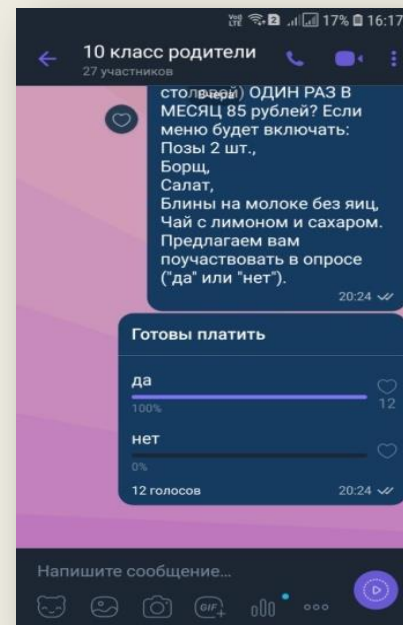 17% 16:17
10 класс родители
27 участников
Вчера
столовой) ОДИН РАЗ В
МЕСЯЦ 85 рублей? Если
меню будет включать:
Позы 2 шт.,
Борщ,
Салат,
Блины на молоке без яиц,
Чай с лимоном и сахаром.
Предлагаем вам
поучаствовать в опросе
("да" или "нет").
20:24
Готовы платить
да
100%
12
нет
0%
12 голосов
20:24
Напишите сообщение...
GIF